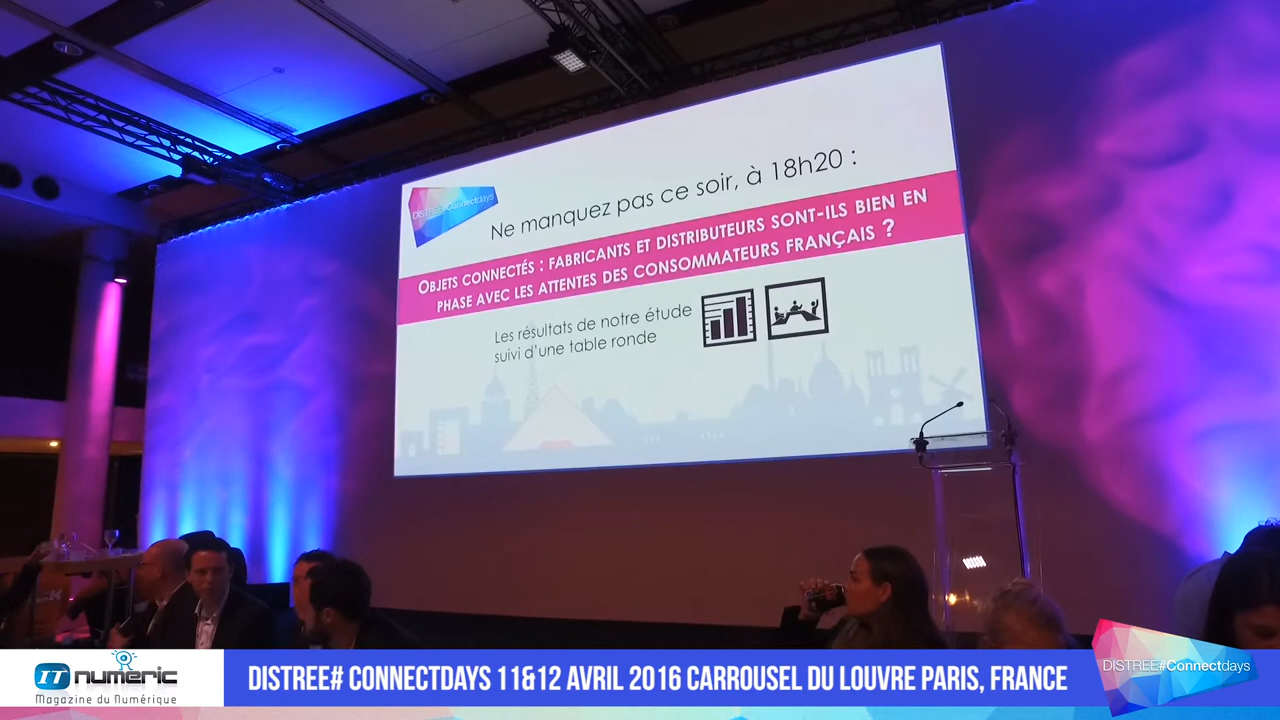 DISTREE#Connectdays
Ne manquez pas ce soir, à 18h20 :
OBJETS CONNECTÉS : FABRICANTS ET DISTRIBUTEURS SONT-ILS BIEN EN
PHASE AVEC LES ATTENTES DES CONSOMMATEURS FRANÇAIS ?
Les résultats de notre étude
suivi d'une table ronde
IT numeric
Magazine du Numérique
DISTREE# CONNECTDAYS 11&12 AVRIL 2016 CARROUSEL DU LOUVRE PARIS, FRANCE
DISTREE#Connectdays